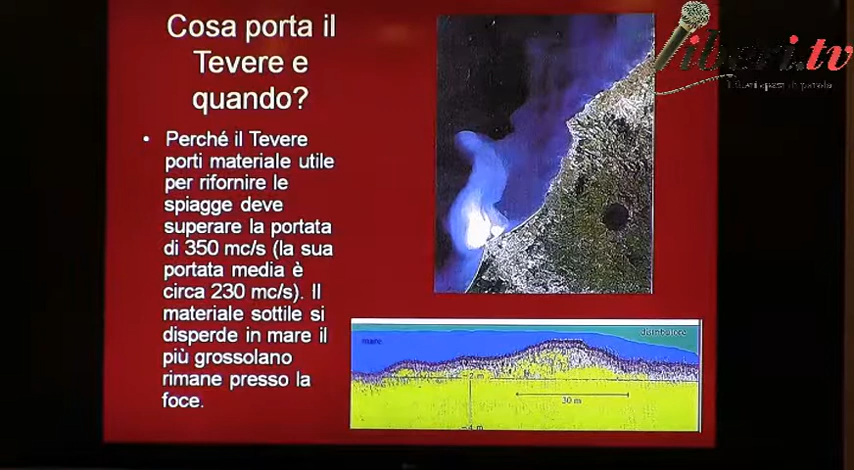 Cosa porta il
Tevere e
quando?
• Perché il Tevere
porti materiale utile
per rifornire le
spiagge deve
superare la portata
di 350 mc/s (la sua
portata media è
circa 230 mc/s). Il
materiale sottile si
disperde in mare il
più grossolano
rimane presso la
foce.
liberi.tv
mare
30 m